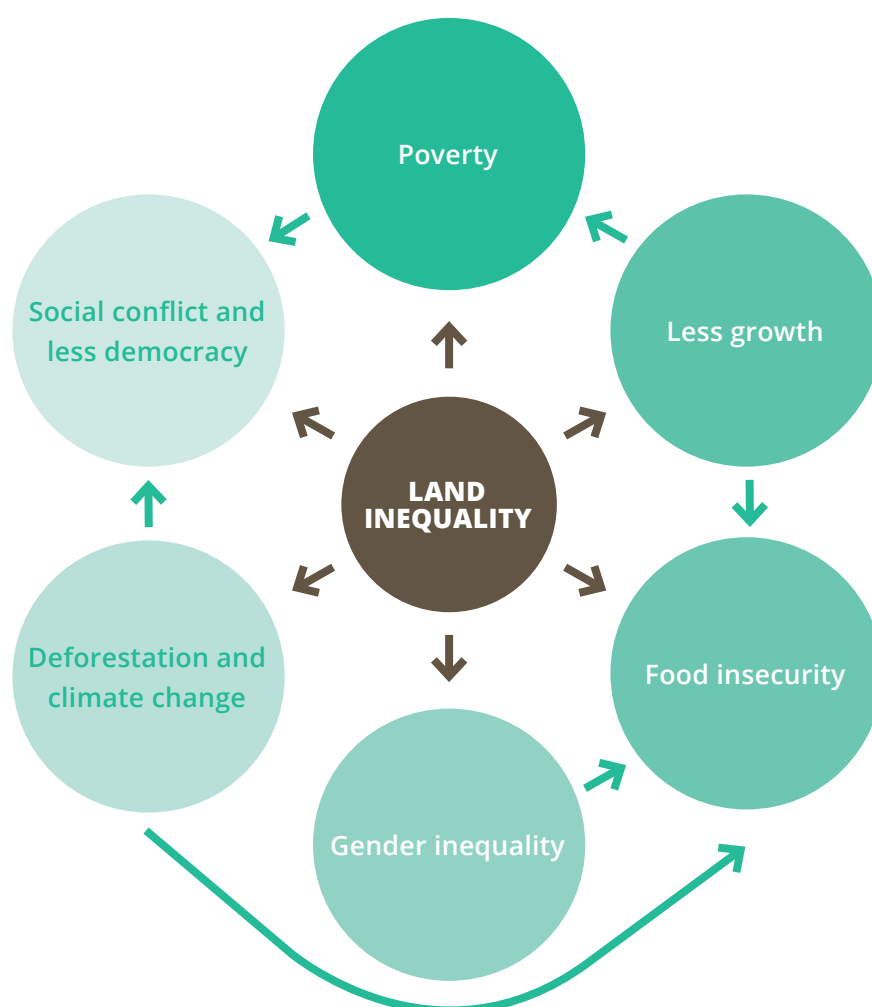 Poverty
Social conflict and
less democracy
Less growth
LAND
INEQUALITY
Deforestation and
climate change
Food insecurity
Gender inequality